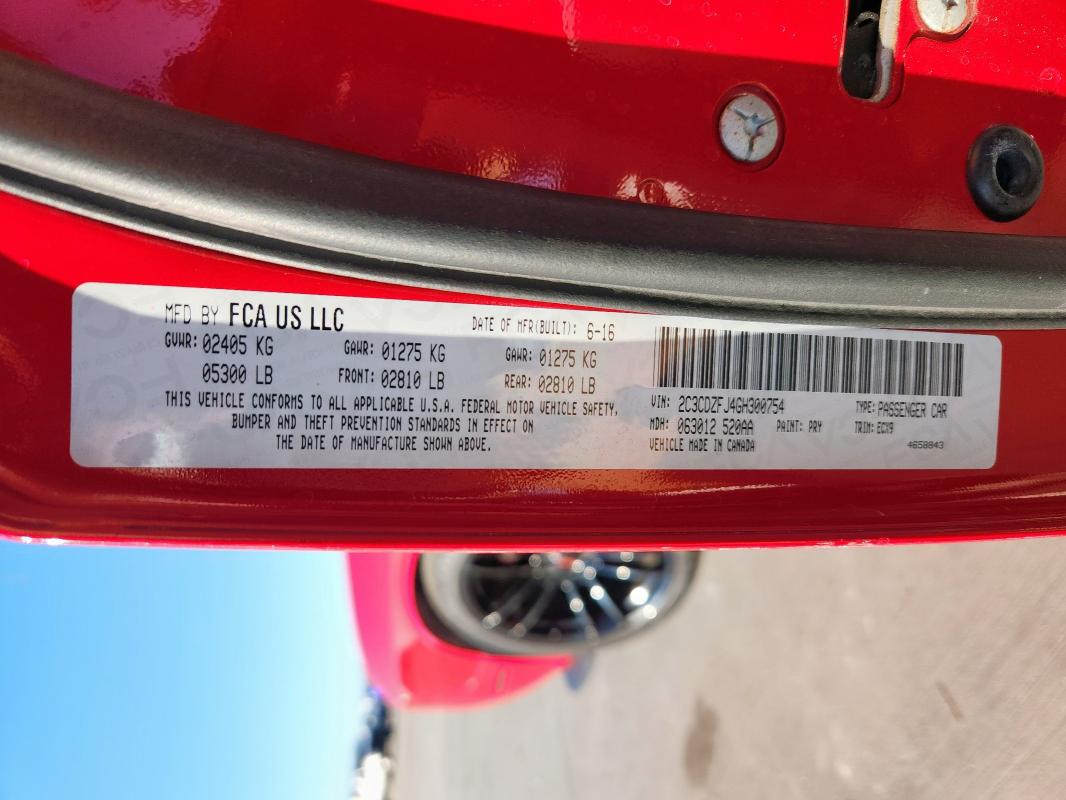 MFD BY FCA US LLC
DATE OF MFR(BUILT): 6-16
GVWR: 02405 KG GAWR: 01275 KG GAWR: 01275 KG
05300 LB FRONT: 02810 LB REAR: 02810 LB
THIS VEHICLE CONFORMS TO ALL APPLICABLE U.S.A. FEDERAL MOTOR VEHICLE SAFETY,
BUMPER AND THEFT PREVENTION STANDARDS IN EFFECT ON
THE DATE OF MANUFACTURE SHOWN ABOVE.
VIN: 2C3CDZFJ4GH300754 TYPE: PASSENGER CAR
MDH: 063012 520AA PAINT: PRY TRIM: ECX9
VEHICLE MADE IN CANADA 4658843